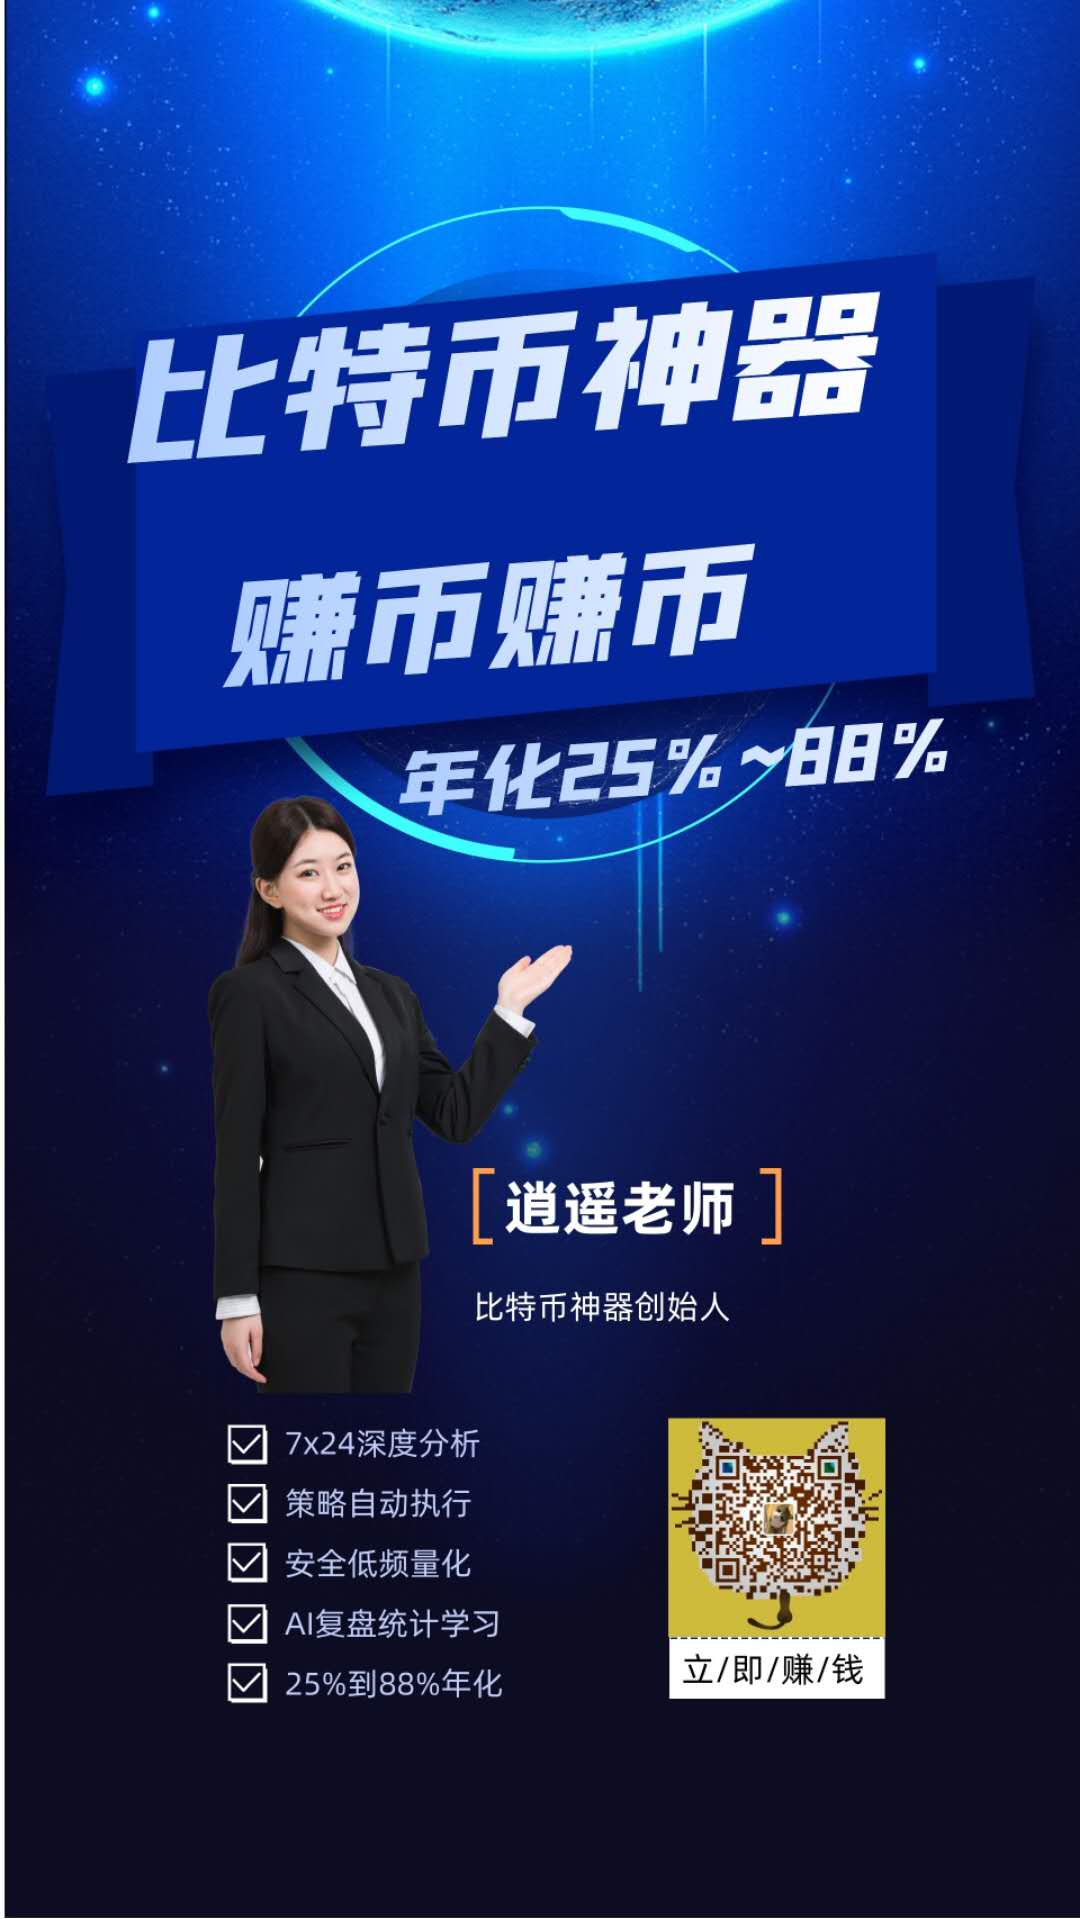 比特币神器
赚币赚币
年化25%~88%
逍遥老师
比特币神器创始人
7x24深度分析
策略自动执行
安全低频量化
AI复盘统计学习
25%到88%年化
立/即/赚/钱